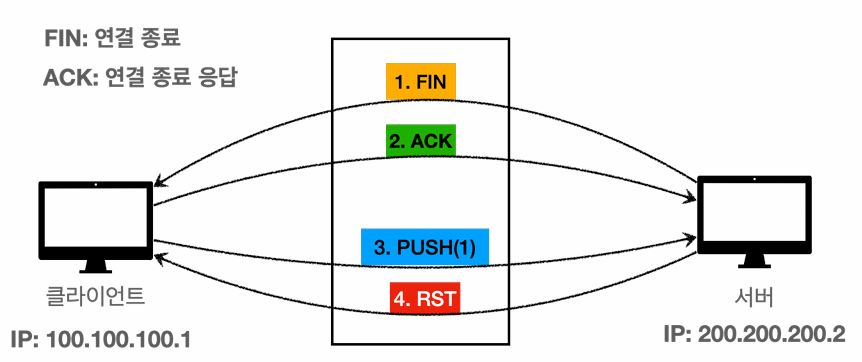 FIN: 연결 종료
ACK: 연결 종료 응답
1. FIN
2. ACK
3. PUSH(1)
4. RST
클라이언트
IP: 100.100.100.1
서버
IP: 200.200.200.2